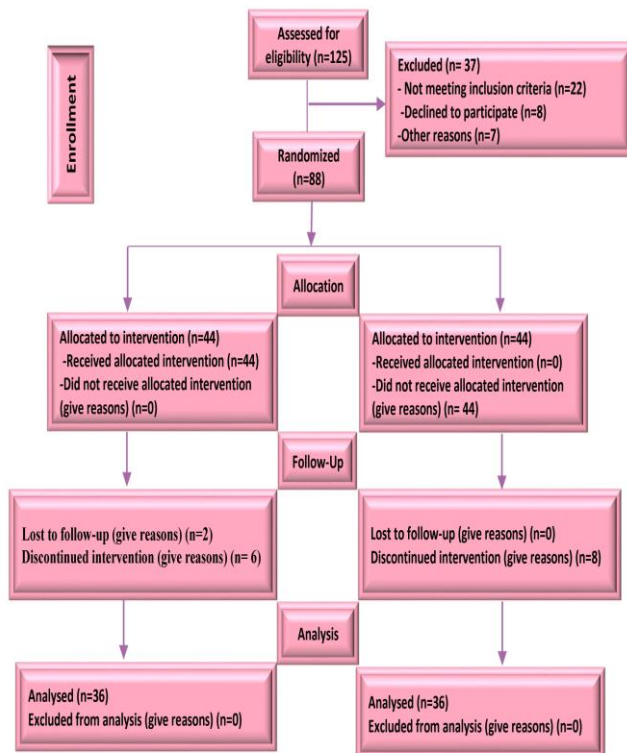 Enrollment
Assessed for
eligibility (n=125)
Excluded (n= 37)
- Not meeting inclusion criteria (n=22)
-Declined to participate (n=8)
-Other reasons (n=7)
Randomized
(n=88)
Allocation
Allocated to intervention (n=44)
-Received allocated intervention (n=44)
-Did not receive allocated intervention
(give reasons) (n=0)
Allocated to intervention (n=44)
-Received allocated intervention (n=0)
-Did not receive allocated intervention
(give reasons) (n= 44)
Follow-Up
Lost to follow-up (give reasons) (n=2)
Discontinued intervention (give reasons) (n= 6)
Lost to follow-up (give reasons) (n=0)
Discontinued intervention (give reasons) (n=8)
Analysis
Analysed (n=36)
Excluded from analysis (give reasons) (n=0)
Analysed (n=36)
Excluded from analysis (give reasons) (n=0)